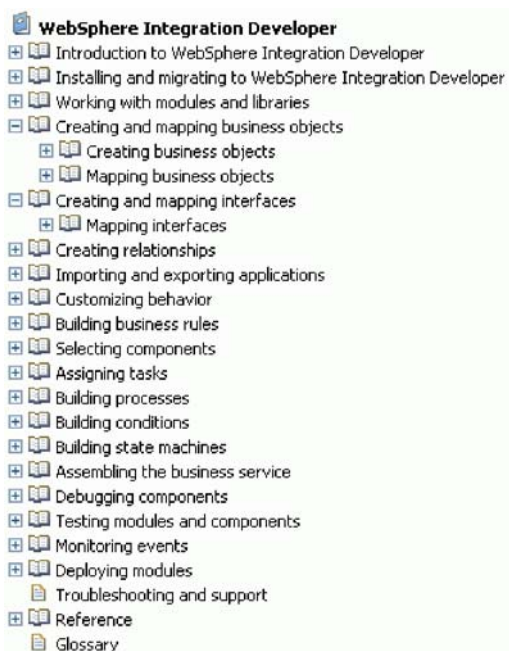 WebSphere Integration Developer
Introduction to WebSphere Integration Developer
Installing and migrating to WebSphere Integration Developer
Working with modules and libraries
Creating and mapping business objects
Creating business objects
Mapping business objects
Creating and mapping interfaces
Mapping interfaces
Creating relationships
Importing and exporting applications
Customizing behavior
Building business rules
Selecting components
Assigning tasks
Building processes
Building conditions
Building state machines
Assembling the business service
Debugging components
Testing modules and components
Monitoring events
Deploying modules
Troubleshooting and support
Reference
Glossary